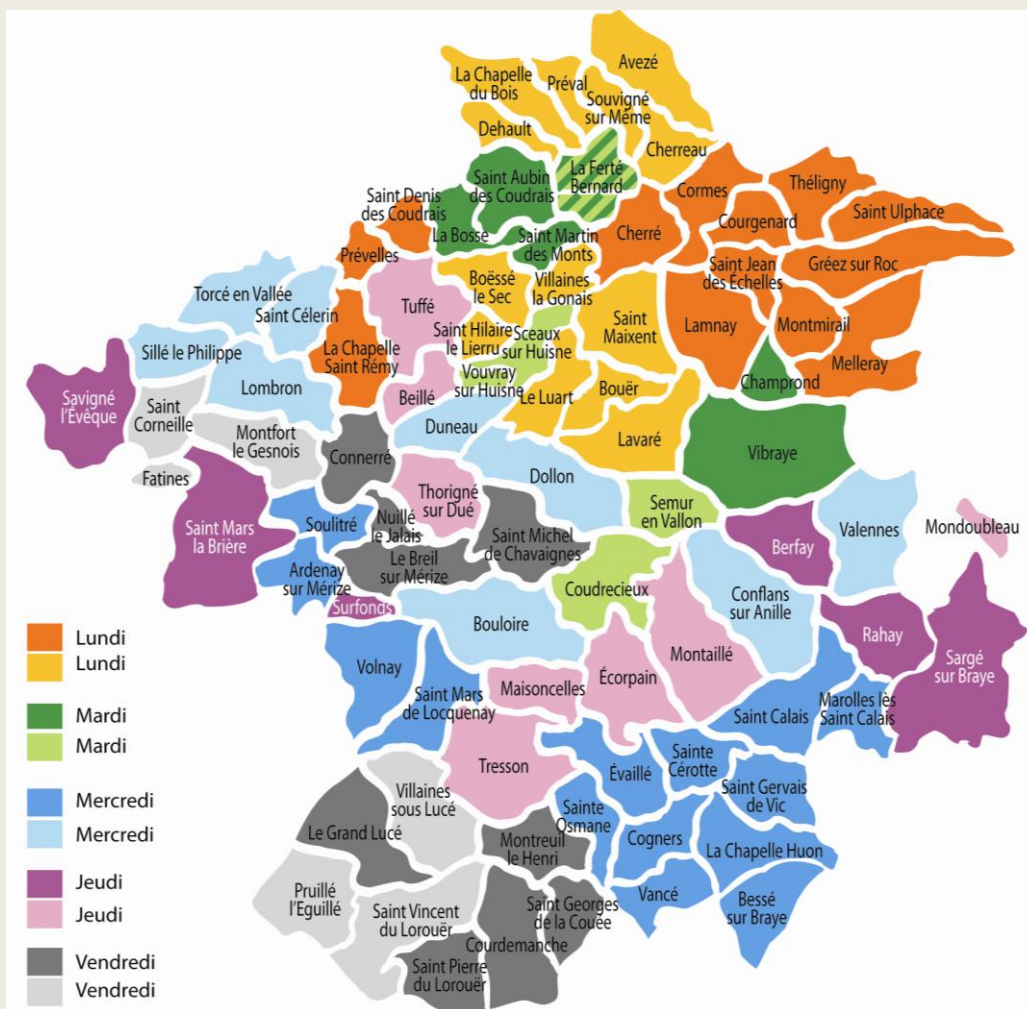 Avezé
La Chapelle
du Bois
Préval
Souvigné
sur Même
Dehault
Cherreau
La Ferté
Bernard
Saint Aubin
des Coudrais
Cormes
Théligny
Saint Denis
des Coudrais
Courgenard
Saint Ulphace
La Bosse
Saint Martin
des Monts
Cherré
Prévelles
Saint Jean
des Échelles
Gréez sur Roc
Boëssé
le Sec
Villaines
la Gonais
Torcé en Vallée
Tuffé
Saint Célerin
Saint Hilaire
le Lierru
Sceaux
sur Huisne
Saint
Maixent
Lamnay
Montmirail
Sillé le Philippe
La Chapelle
Saint Rémy
Melleray
Vouvray
sur Huisne
Champrond
Lombron
Beillé
Le Luart
Bouër
Savigné
l'Évêque
Saint
Corneille
Duneau
Lavaré
Montfort
le Gesnois
Connerré
Vibraye
Fatines
Dollon
Thorigné
sur Dué
Semur
en Vallon
Soulitré
Nuillé
le Jalais
Saint Mars
la Brière
Saint Michel
de Chavaignes
Berfay
Valennes
Mondoubleau
Le Breil
sur Mérize
Ardenay
sur Mérize
Coudrecieux
Conflans
sur Anille
Surfonds
Bouloire
Rahay
Lundi
Lundi
Volnay
Montaillé
Sargé
sur Braye
Écorpain
Maisoncelles
Saint Mars
de Locquenay
Saint Calais
Marolles lès
Saint Calais
Mardi
Mardi
Tresson
Évaillé
Sainte
Cérotte
Villaines
sous Lucé
Saint Gervais
de Vic
Mercredi
Mercredi
Le Grand Lucé
Sainte
Osmane
Montreuil
le Henri
Cogners
La Chapelle Huon
Jeudi
Jeudi
Pruillé
l'Eguillé
Vancé
Bessé
sur Braye
Saint Vincent
du Lorouër
Saint Georges
de la Couée
Courdemanche
Saint Pierre
du Lorouër
Vendredi
Vendredi